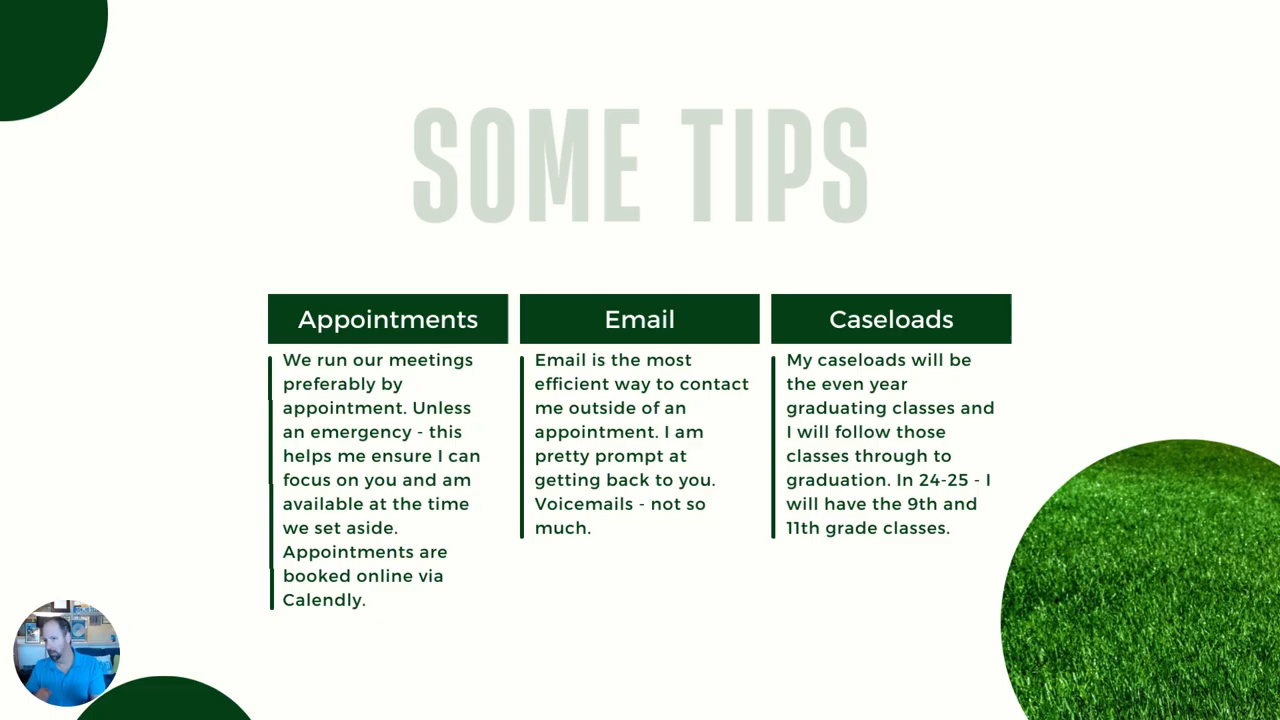 SOME TIPS
Appointments
We run our meetings
preferably by
appointment. Unless
an emergency - this
helps me ensure I can
focus on you and am
available at the time
we set aside.
Appointments are
booked online via
Calendly.
Email
Email is the most
efficient way to contact
me outside of an
appointment. I am
pretty prompt at
getting back to you.
Voicemails - not so
much.
Caseloads
My caseloads will be
the even year
graduating classes and
I will follow those
classes through to
graduation. In 24-25 - I
will have the 9th and
11th grade classes.